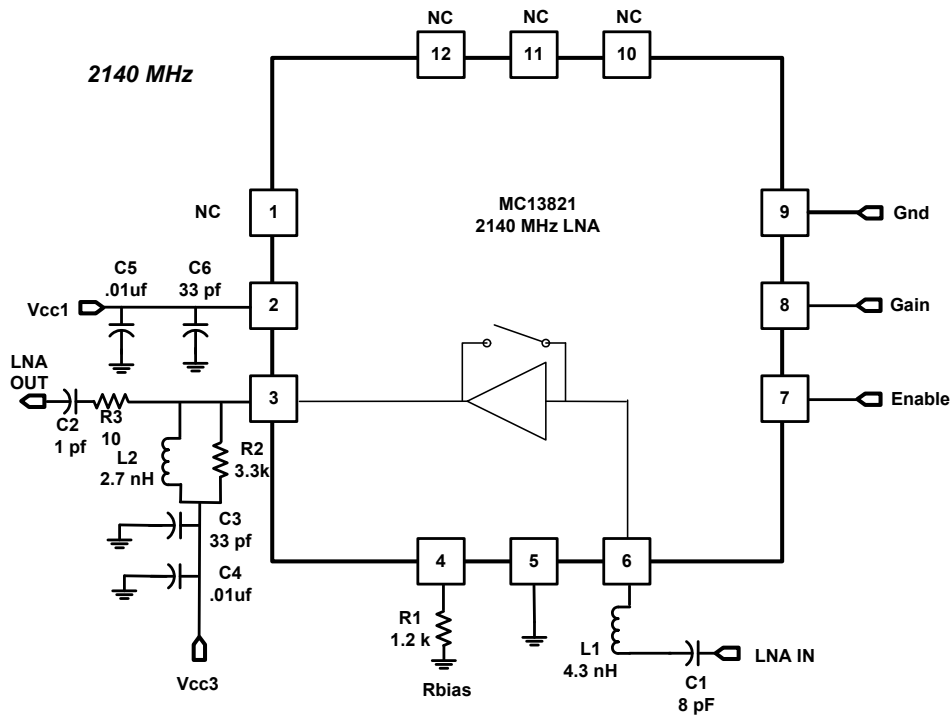 NC
NC
NC
12
11
10
2140 MHz
NC
1
MC13821
2140 MHz LNA
9
Gnd
C5
.01uf
C6
33 pf
Vcc1
2
8
Gain
LNA
OUT
3
7
Enable
C2
1 pf
R3
10
L2
2.7 nH
R2
3.3k
C3
33 pf
C4
.01uf
Vcc3
4
5
6
R1
1.2 k
Rbias
L1
4.3 nH
LNA IN
C1
8 pF